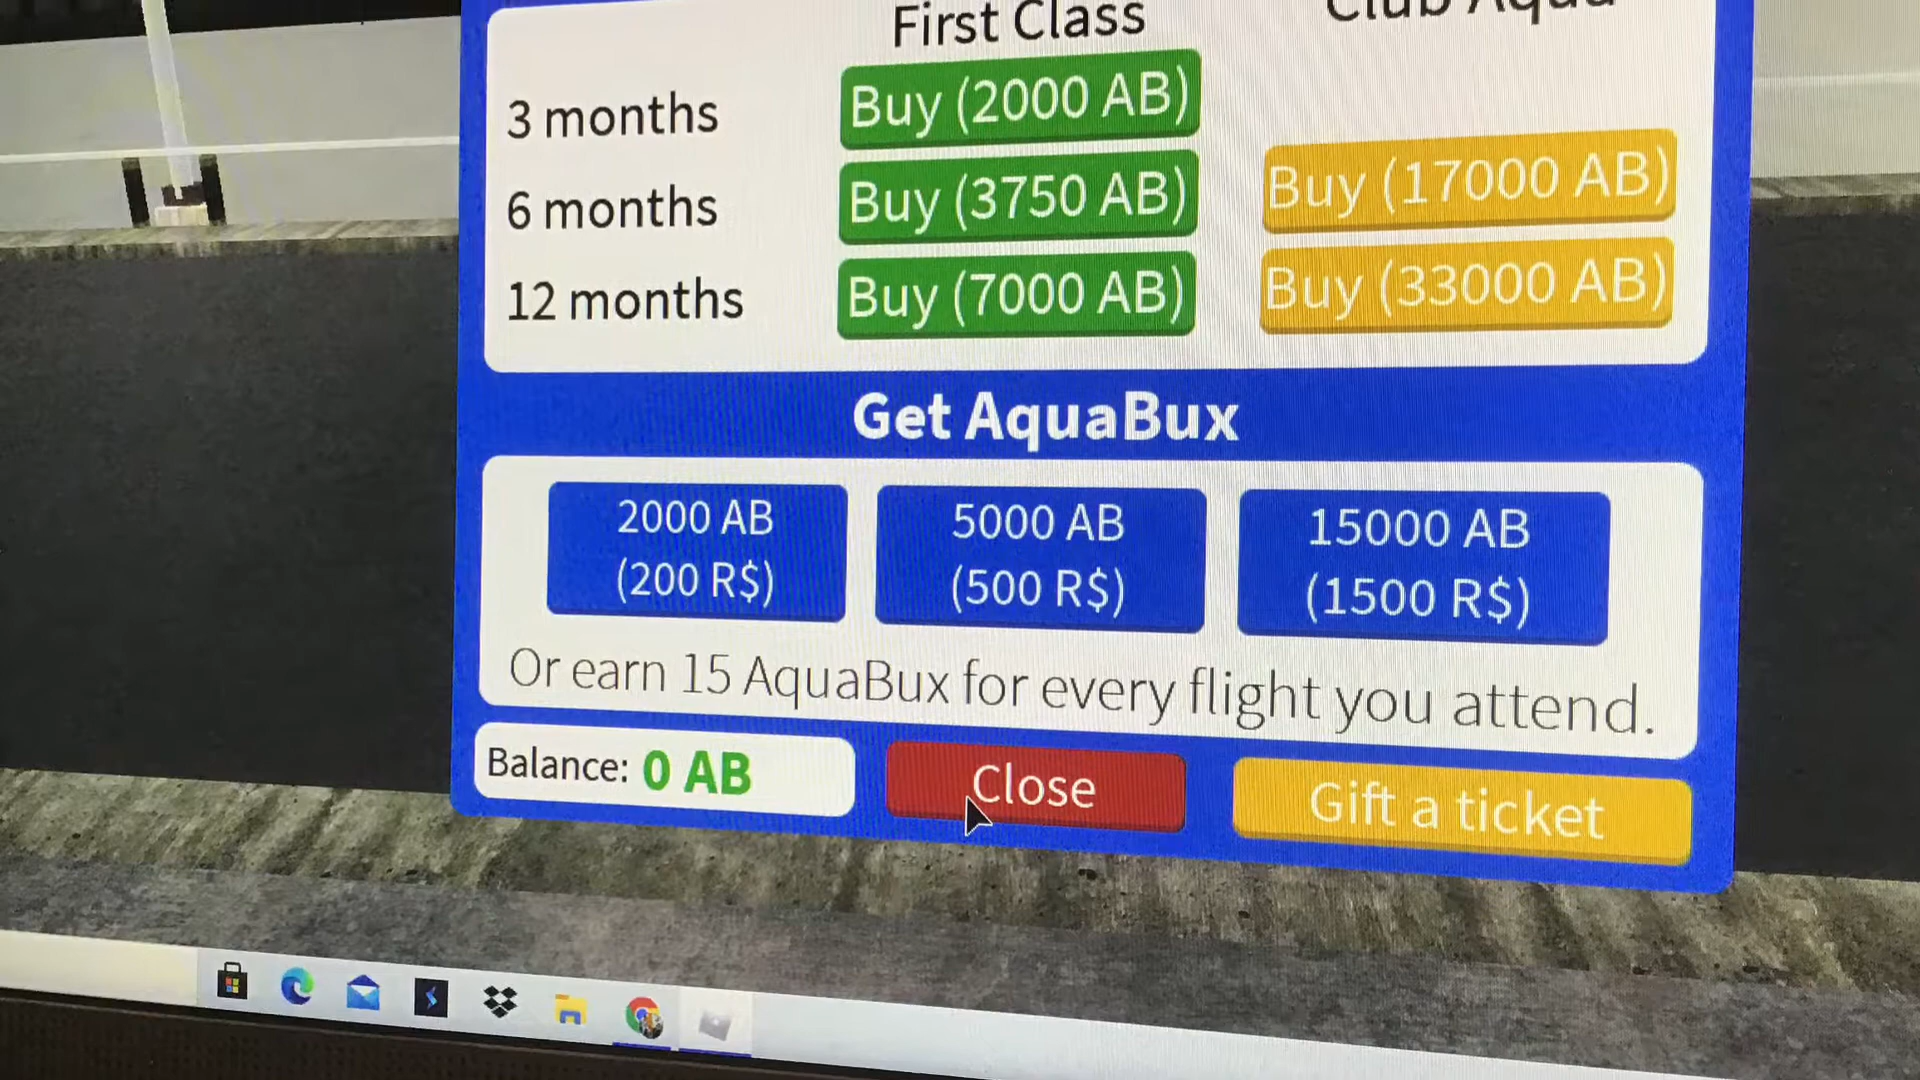 First Class
Club Aqua
3 months
Buy (2000 AB)
6 months
Buy (3750 AB)
Buy (17000 AB)
12 months
Buy (7000 AB)
Buy (33000 AB)
Get AquaBux
2000 AB
(200 R$)
5000 AB
(500 R$)
15000 AB
(1500 R$)
Or earn 15 AquaBux for every flight you attend.
Balance: 0 AB
Close
Gift a ticket